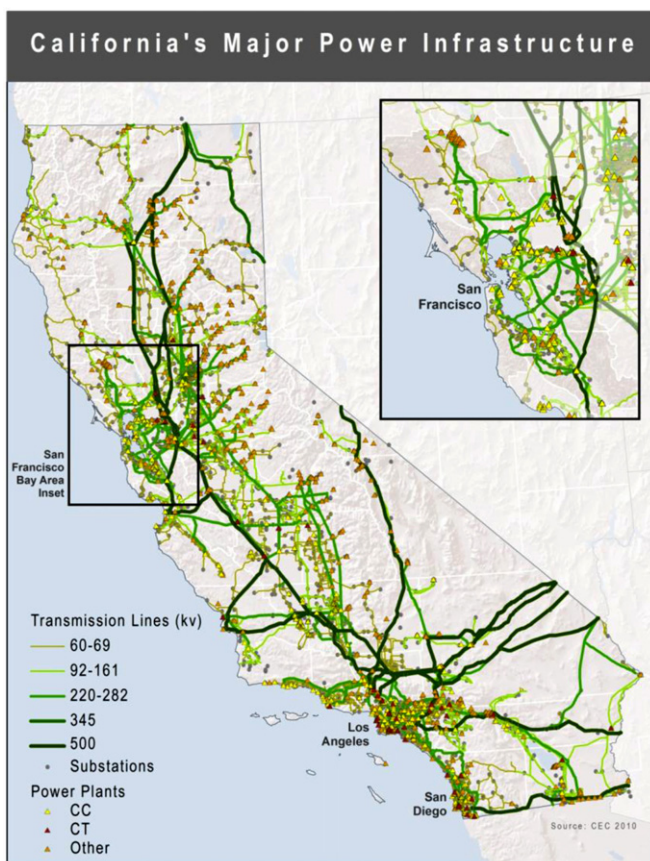 California's Major Power Infrastructure
San
Francisco
San
Francisco
Bay Area
Inset
Transmission Lines (kv)
60-69
92-161
220-282
345
500
Substations
Power Plants
CC
CT
Other
Los
Angeles
San
Diego
Source: CEC 2010